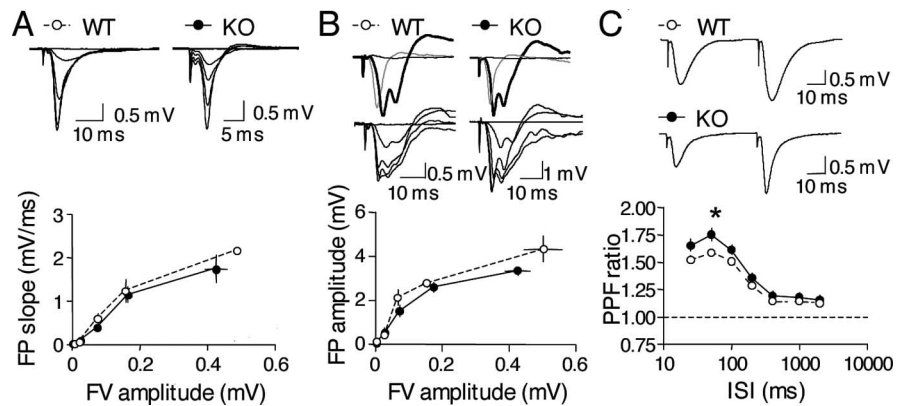 A WT KO
0.5 mV
10 ms
0.5 mV
5 ms
FP slope (mV/ms)
3
2
1
0
0.0 0.2 0.4 0.6
FV amplitude (mV)
B WT KO
0.5 mV
10 ms
1 mV
10 ms
FP amplitude (mV)
6
4
2
0
0.0 0.2 0.4 0.6
FV amplitude (mV)
C WT
0.5 mV
10 ms
KO
0.5 mV
10 ms
PPF ratio
2.00
1.75
1.50
1.25
1.00
0.75
*
10 100 1000 10000
ISI (ms)